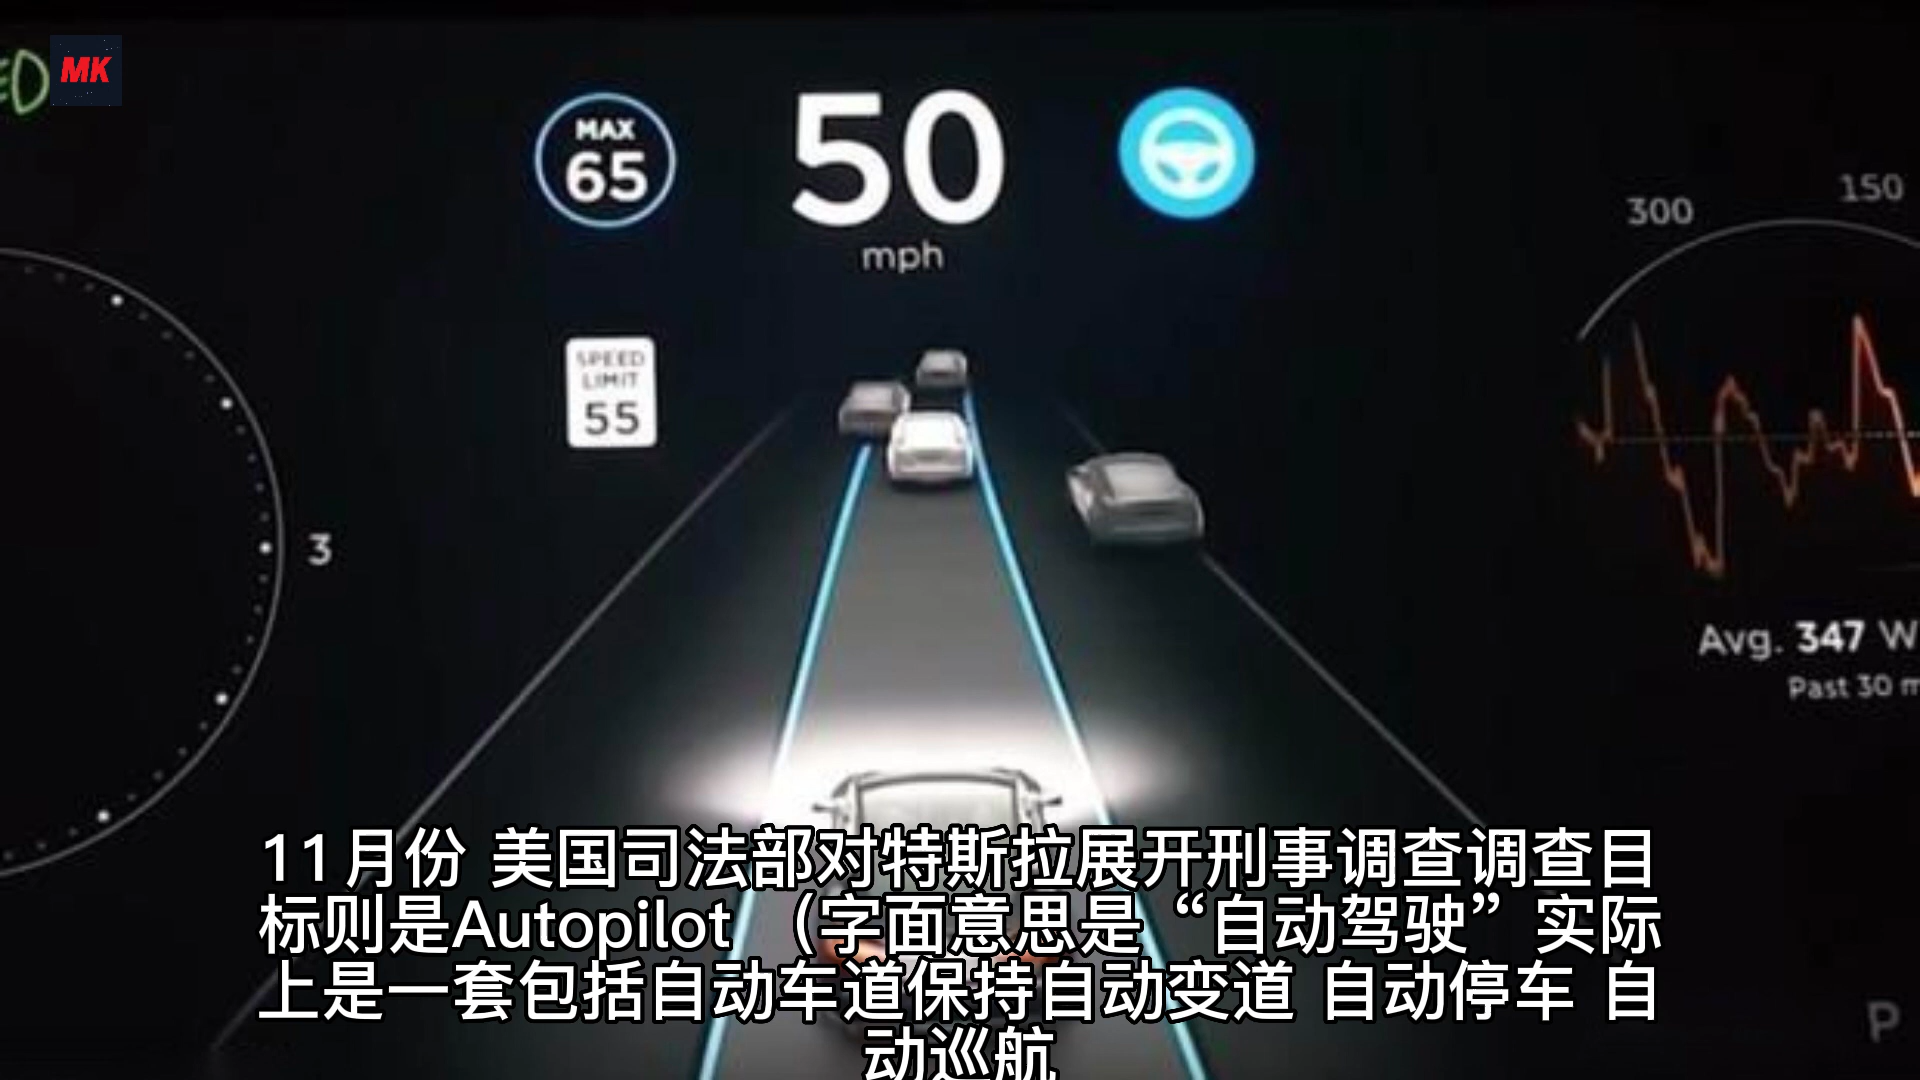 MK
MAX
65
50
mph
SPEED
LIMIT
55
300
150
3
Avg. 347 W
Past 30 m
P
11月份 美国司法部对特斯拉展开刑事调查调查目
标则是Autopilot （字面意思是“自动驾驶”实际
上是一套包括自动车道保持自动变道 自动停车 自
动巡航